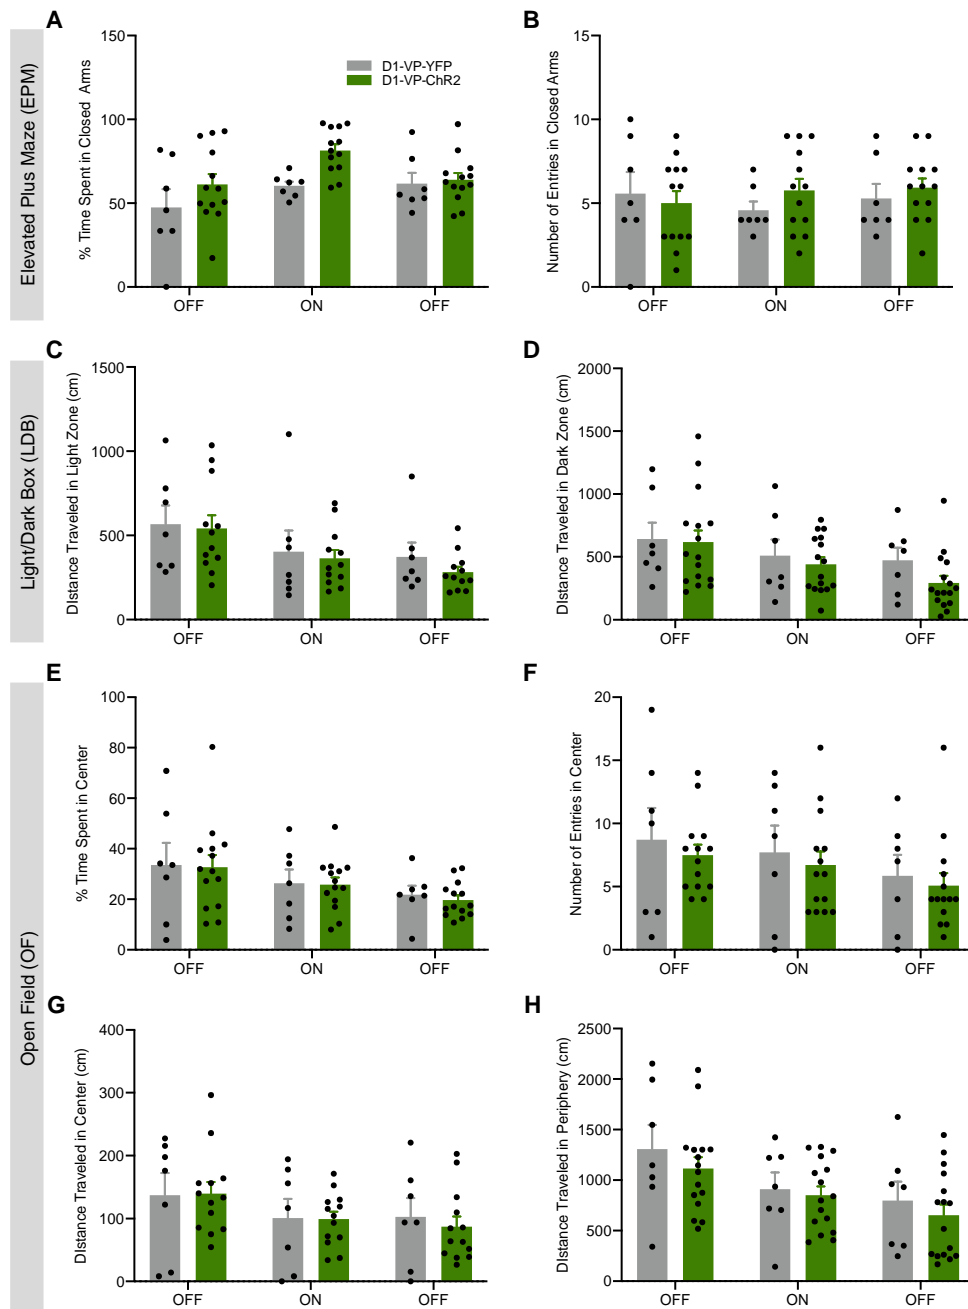 A
B
Elevated Plus Maze (EPM)
% Time Spent in Closed Arms
150
100
50
0
D1-VP-YFP
D1-VP-ChR2
OFF
ON
OFF
Number of Entries in Closed Arms
15
10
5
0
OFF
ON
OFF
C
D
Light/Dark Box (LDB)
DIstance Traveled in Light Zone (cm)
1500
1000
500
0
OFF
ON
OFF
DIstance Traveled in Dark Zone (cm)
2000
1500
1000
500
0
OFF
ON
OFF
E
F
Open Field (OF)
% Time Spent in Center
100
80
60
40
20
0
OFF
ON
OFF
Number of Entries in Center
20
15
10
5
0
OFF
ON
OFF
G
H
DIstance Traveled in Center (cm)
400
300
200
100
0
OFF
ON
OFF
DIstance Traveled in Periphery (cm)
2500
2000
1500
1000
500
0
OFF
ON
OFF